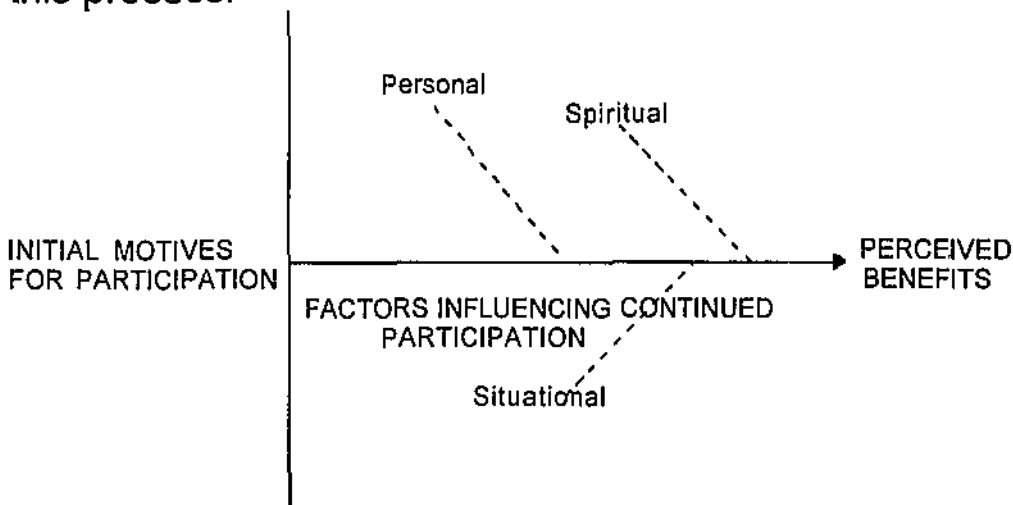 Personal
Spiritual
INITIAL MOTIVES
FOR PARTICIPATION
PERCEIVED
BENEFITS
FACTORS INFLUENCING CONTINUED
PARTICIPATION
Situational